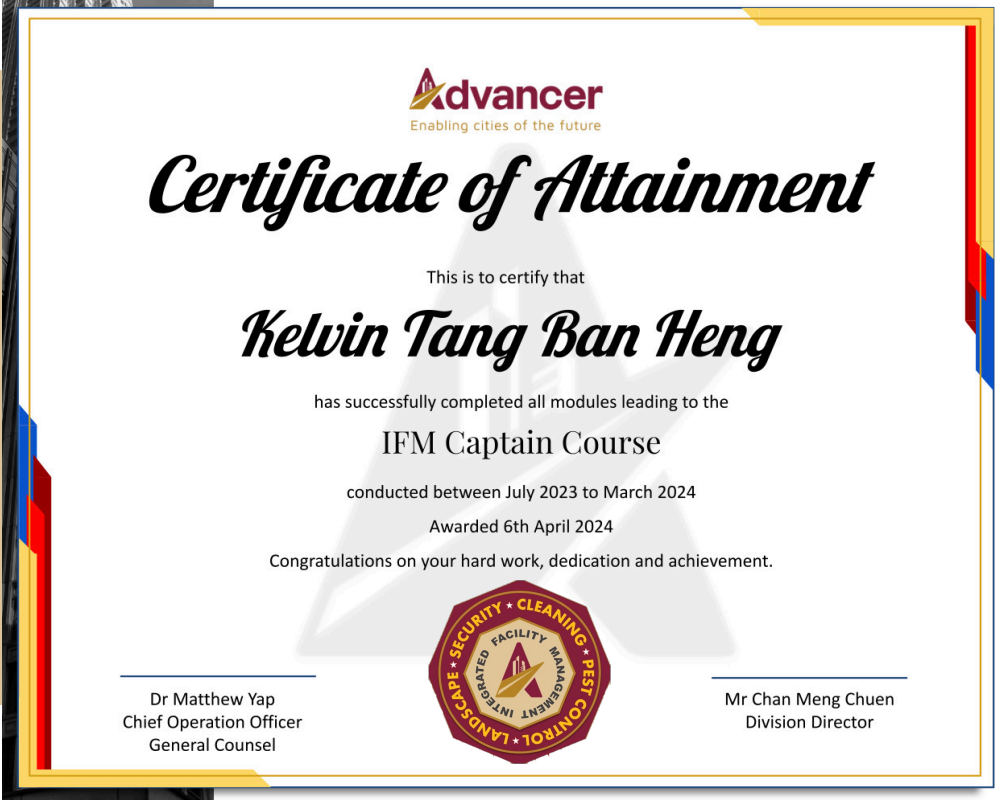 Advancer
Enabling cities of the future
Certificate of Attainment
This is to certify that
Kelvin Tang Ban Heng
has successfully completed all modules leading to the
IFM Captain Course
conducted between July 2023 to March 2024
Awarded 6th April 2024
Congratulations on your hard work, dedication and achievement.
LANDSCAPE ★ SECURITY ★ CLEANING ★ PEST CONTROL ★
INTEGRATED FACILITY MANAGEMENT
Dr Matthew Yap
Chief Operation Officer
General Counsel
Mr Chan Meng Chuen
Division Director